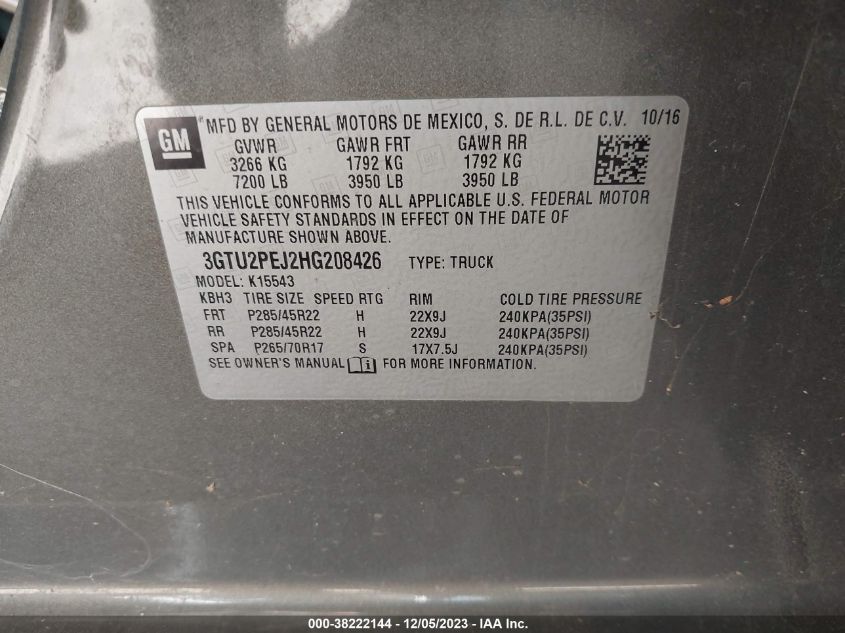 GM MFD BY GENERAL MOTORS DE MEXICO, S. DE R.L. DE C.V. 10/16
GVWR GAWR FRT GAWR RR
3266 KG 1792 KG 1792 KG
7200 LB 3950 LB 3950 LB
THIS VEHICLE CONFORMS TO ALL APPLICABLE U.S. FEDERAL MOTOR
VEHICLE SAFETY STANDARDS IN EFFECT ON THE DATE OF
MANUFACTURE SHOWN ABOVE.
3GTU2PEJ2HG208426 TYPE: TRUCK
MODEL: K15543
KBH3 TIRE SIZE SPEED RTG RIM COLD TIRE PRESSURE
FRT P285/45R22 H 22X9J 240KPA(35PSI)
RR P285/45R22 H 22X9J 240KPA(35PSI)
SPA P265/70R17 S 17X7.5J 240KPA(35PSI)
SEE OWNER'S MANUAL i FOR MORE INFORMATION.
000-38222144 - 12/05/2023 - IAA Inc.